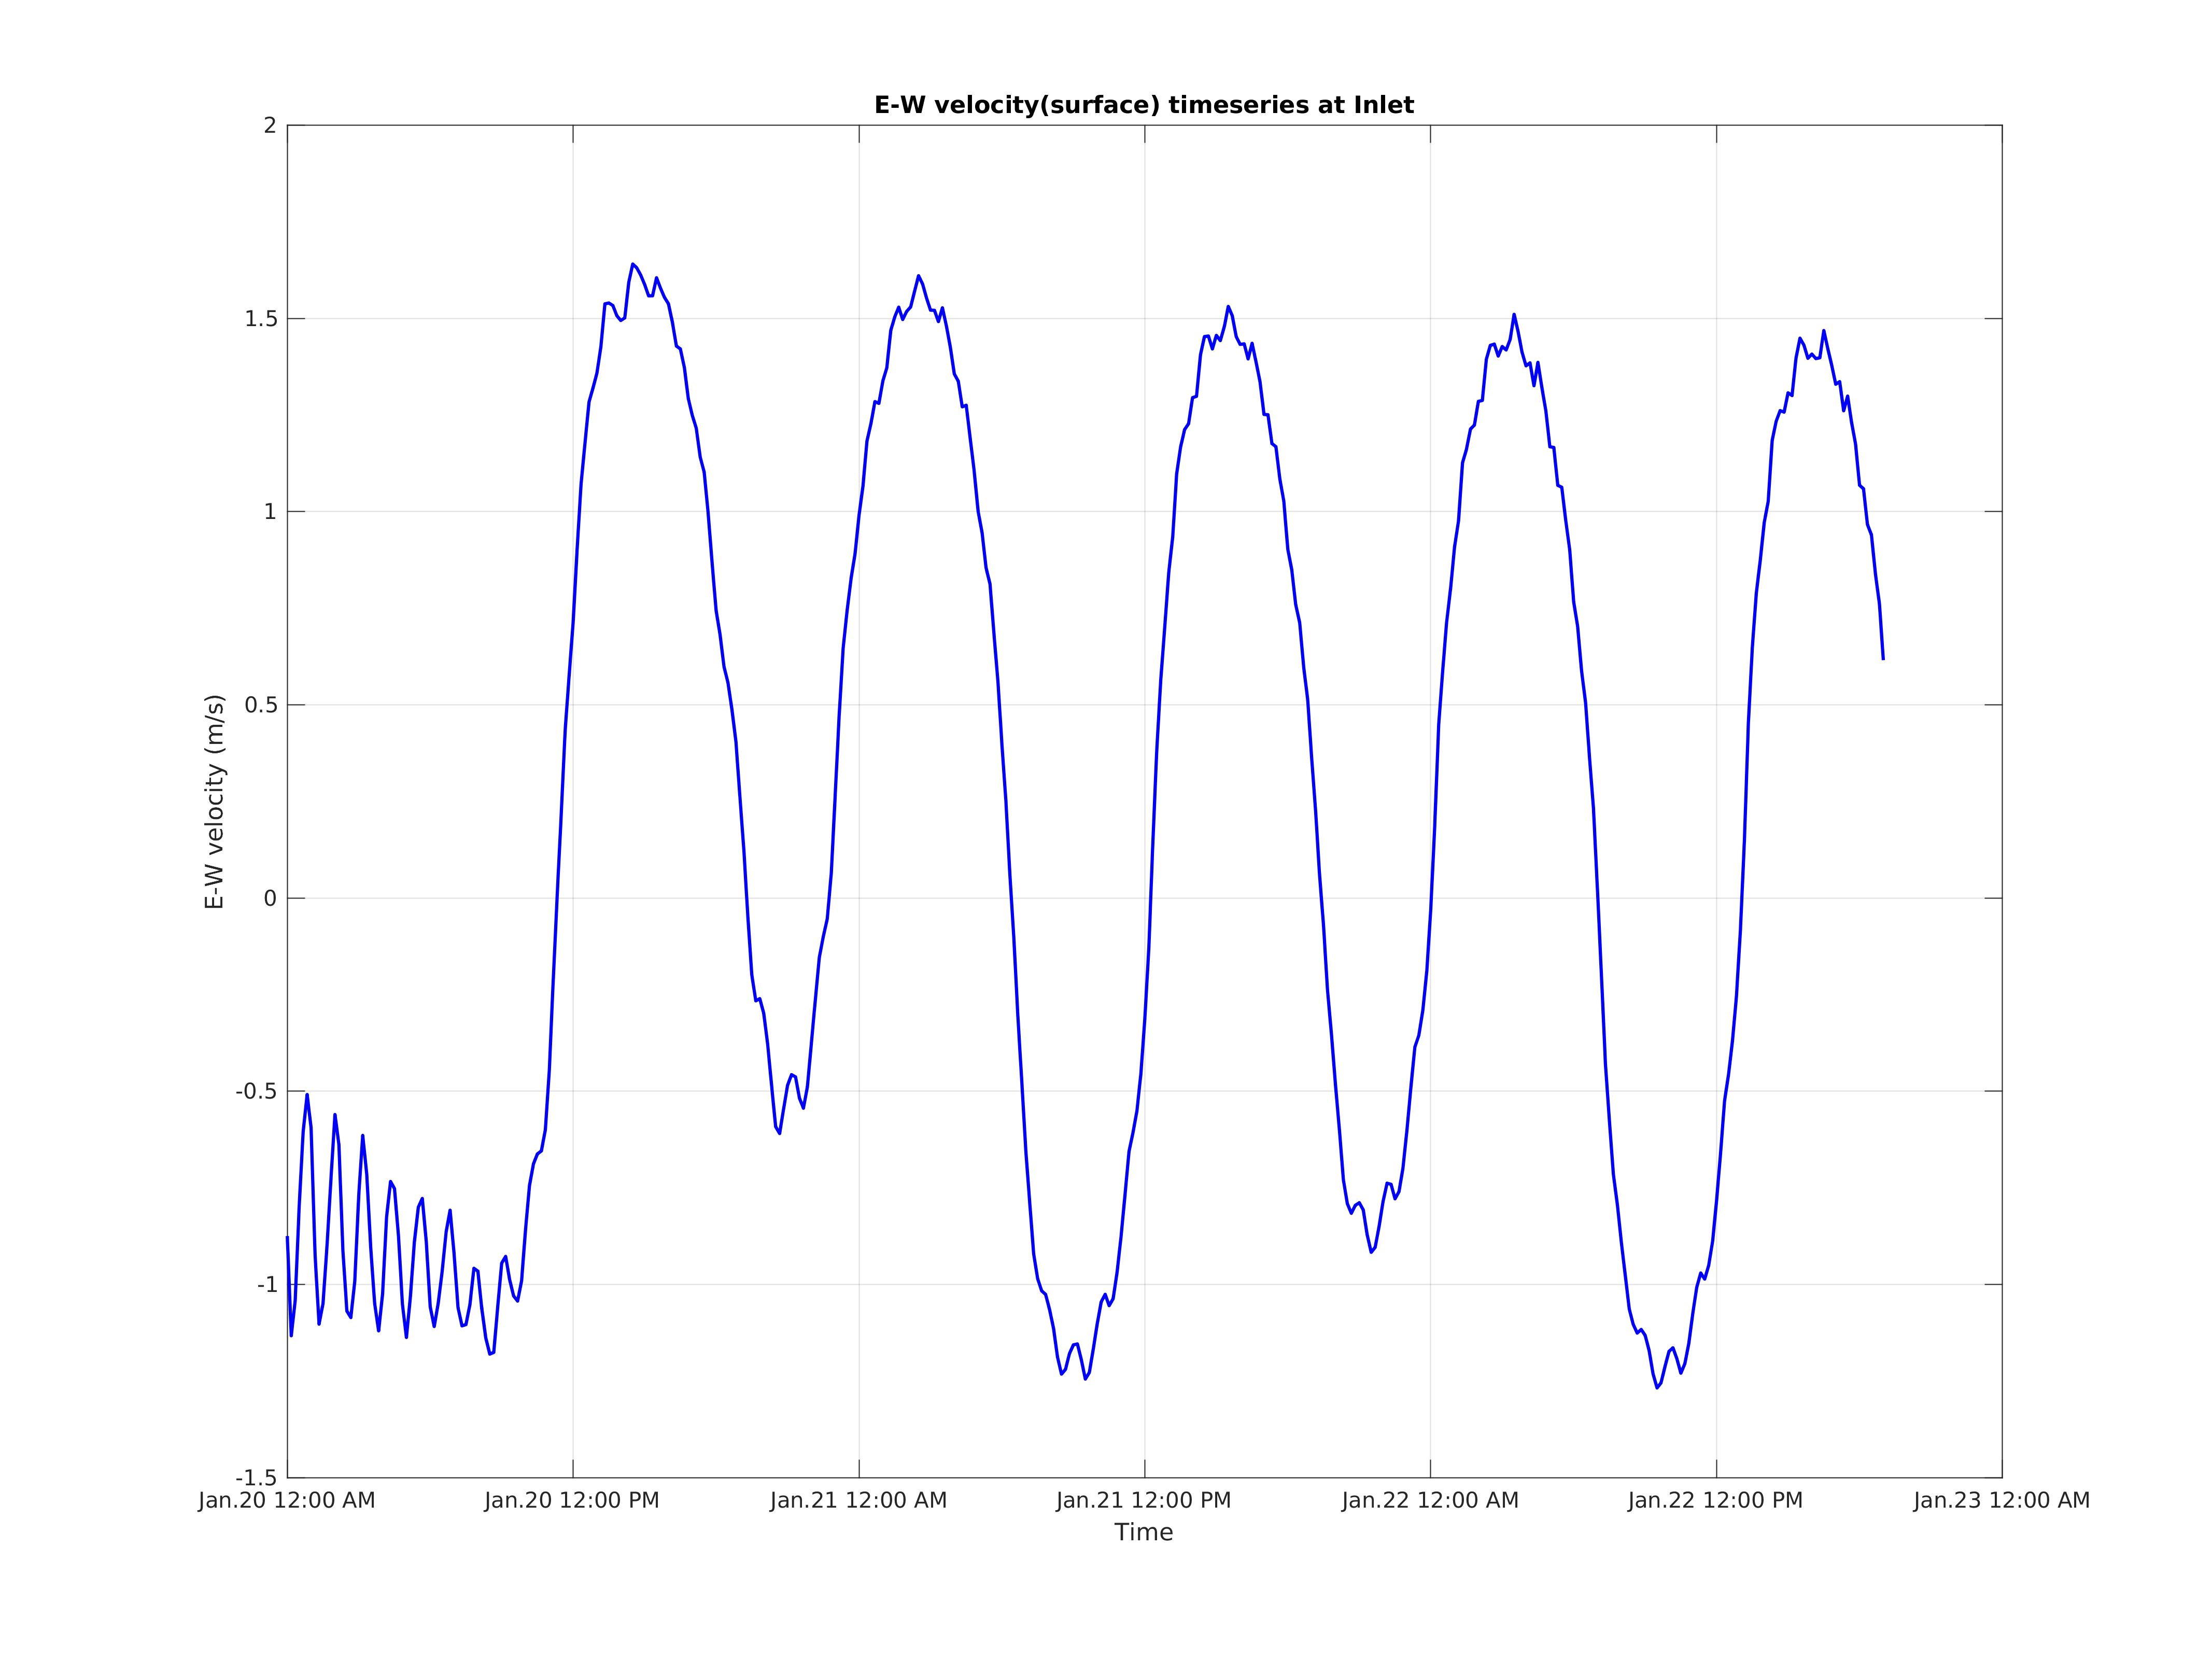 E-W velocity(surface) timeseries at Inlet
2
1.5
1
0.5
0
-0.5
-1
-1.5
E-W velocity (m/s)
Jan.20 12:00 AM
Jan.20 12:00 PM
Jan.21 12:00 AM
Jan.21 12:00 PM
Jan.22 12:00 AM
Jan.22 12:00 PM
Jan.23 12:00 AM
Time